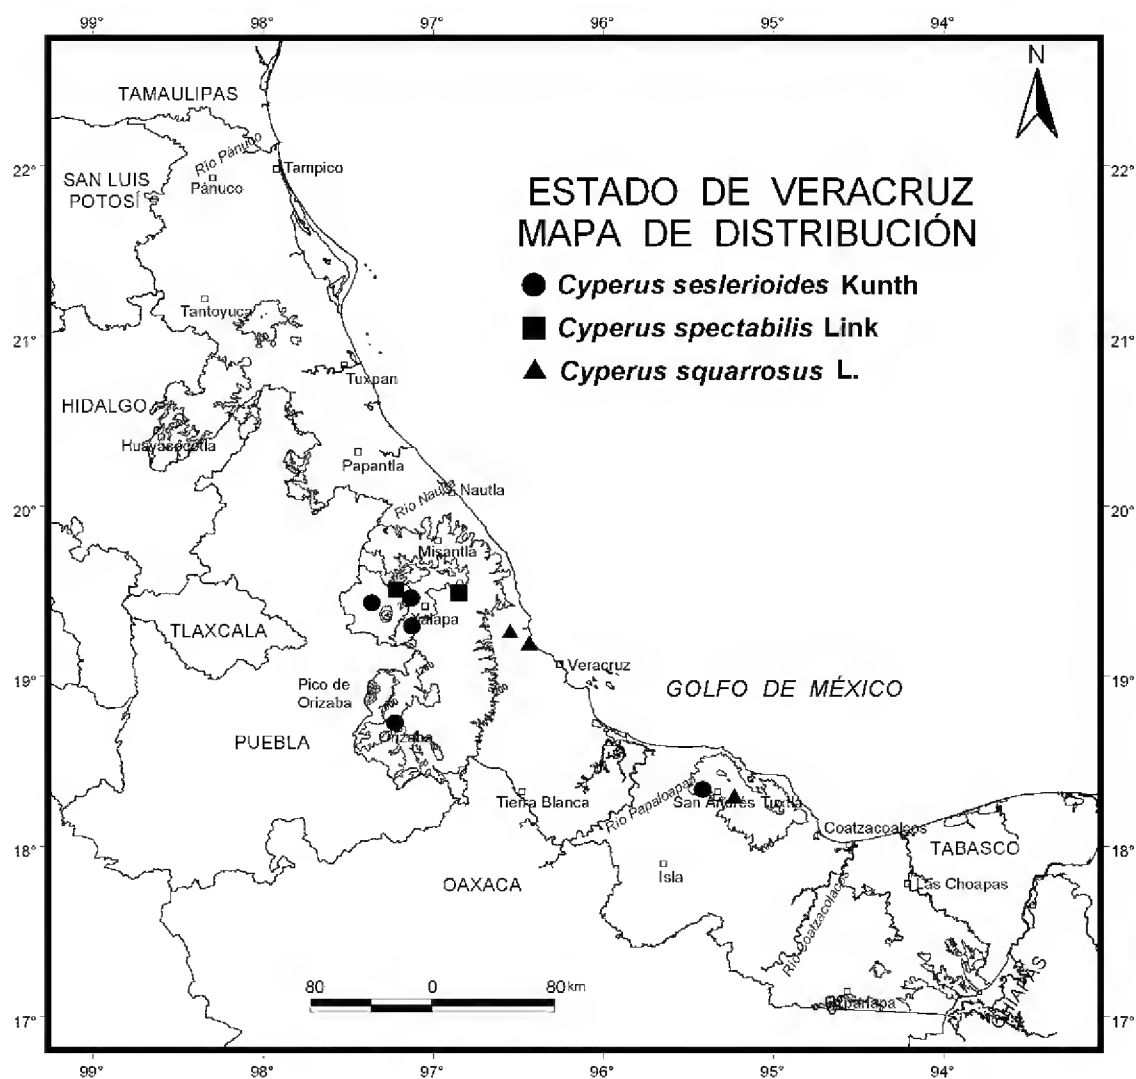 99° 98° 97° 96° 95° 94°
N
TAMAULIPAS
Río Pánuco
22° Tampico 22°
SAN LUIS
POTOSÍ
Pánuco
ESTADO DE VERACRUZ
MAPA DE DISTRIBUCIÓN
Cyperus seslerioides Kunth
Cyperus spectabilis Link
Cyperus squarrosus L.
Tantoyuca
21° 21°
Tuxpan
HIDALGO
Huayacocotla
Papantla
Nautla
Río Nautla
20° 20°
Misantla
Xalapa
TLAXCALA
Veracruz
19° 19°
Pico de
Orizaba
GOLFO DE MÉXICO
Orizaba
PUEBLA
Tierra Blanca
Río Papaloapan
San Andrés Tuxtla
Coatzacoalcos
18° 18°
TABASCO
Isla
OAXACA
Las Choapas
Río Coatzacolacos
CHIAPAS
80 0 80 km
17° 17°
99° 98° 97° 96° 95° 94°